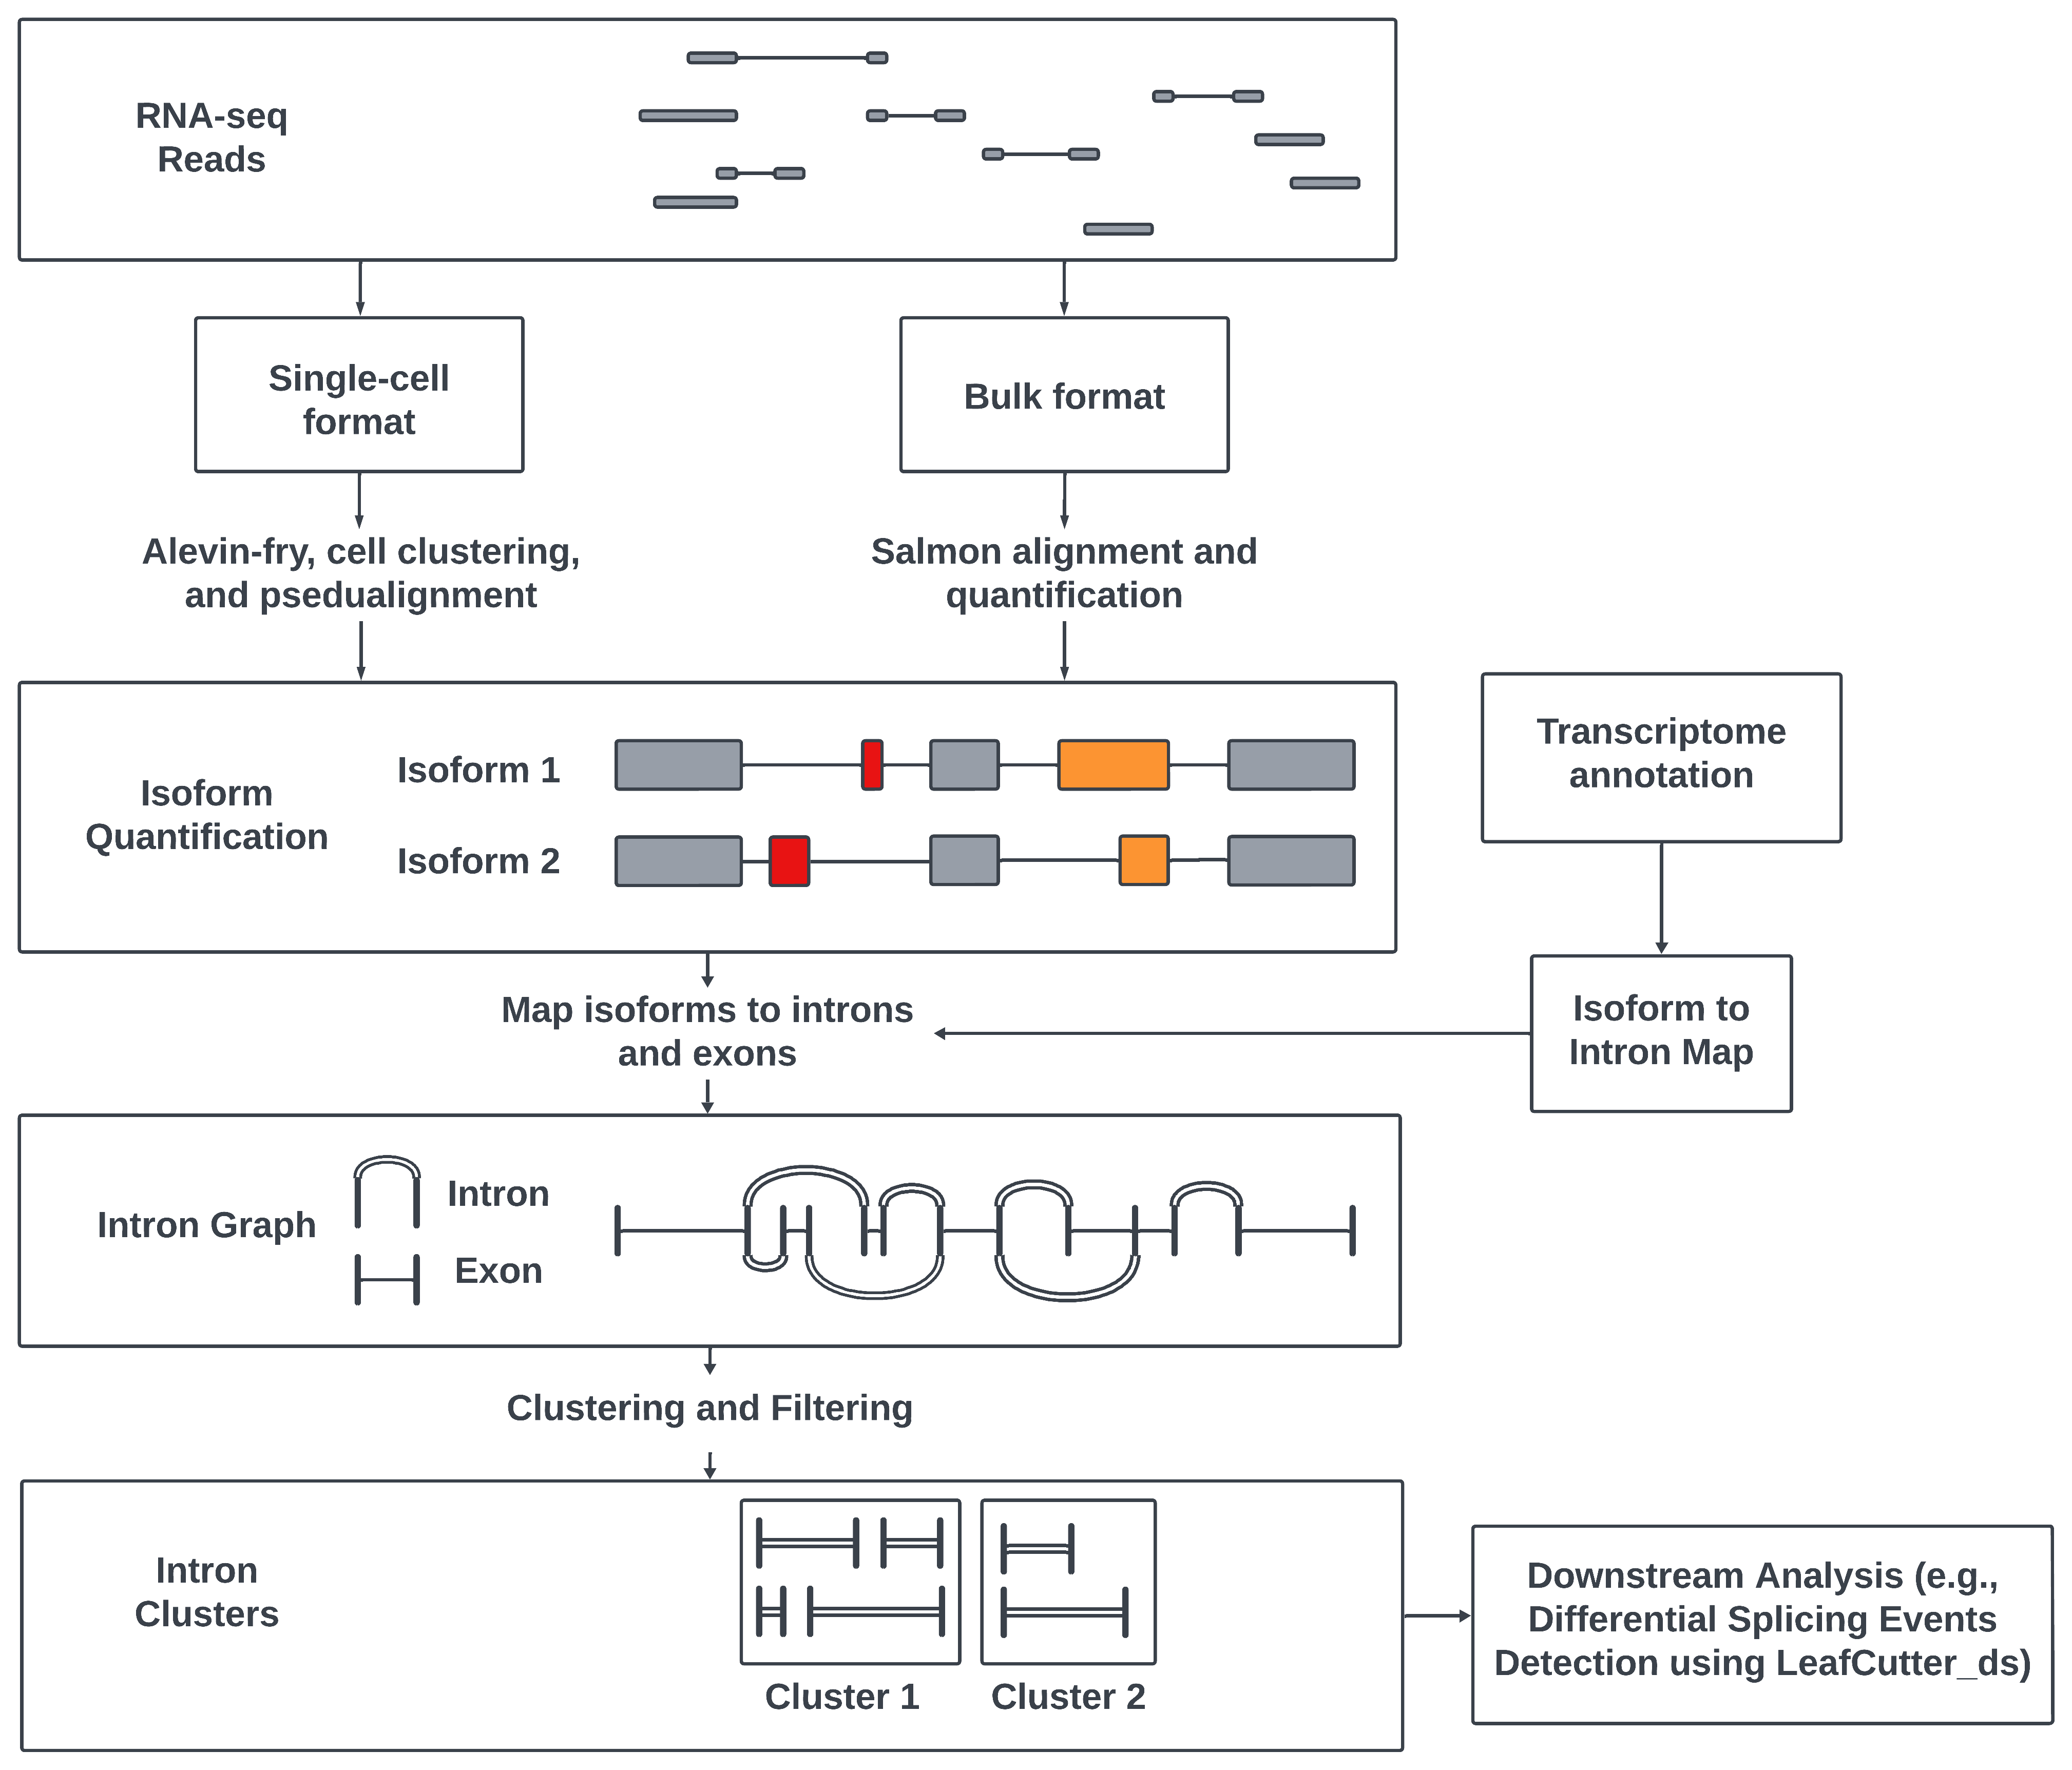 RNA-seq
Reads
Single-cell
format
Bulk format
Alevin-fry, cell clustering,
and psedualignment
Salmon alignment and
quantification
Isoform
Quantification
Isoform 1
Isoform 2
Transcriptome
annotation
Map isoforms to introns
and exons
Isoform to
Intron Map
Intron Graph
Intron
Exon
Clustering and Filtering
Intron
Clusters
Cluster 1
Cluster 2
Downstream Analysis (e.g.,
Differential Splicing Events
Detection using LeafCutter_ds)